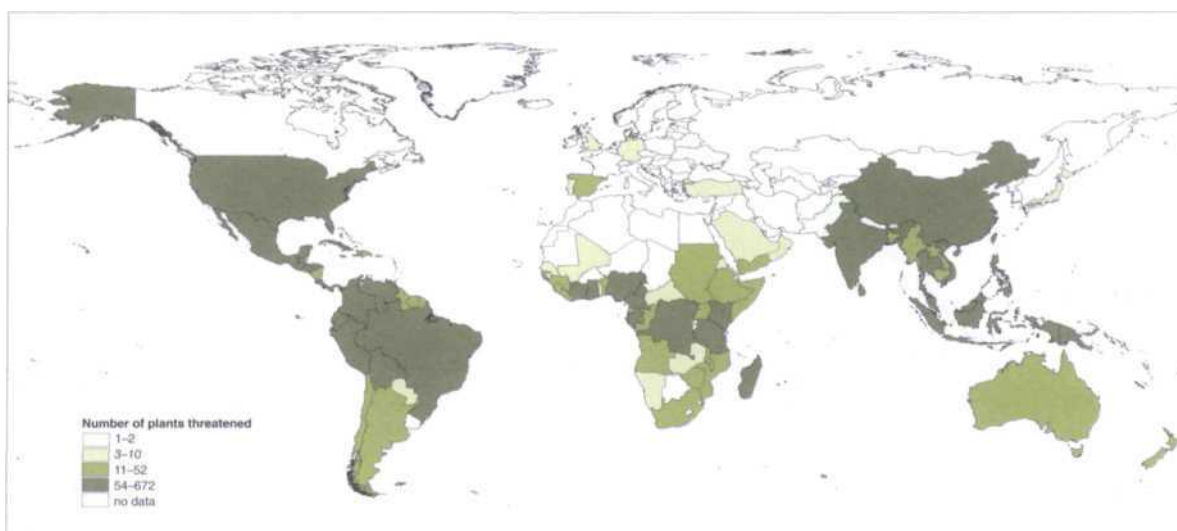 Number of plants threatened
1–2
3–10
11–52
54–672
no data